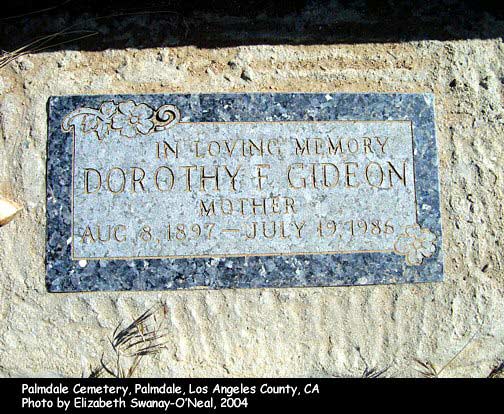 IN LOVING MEMORY
DOROTHY F. GIDEON
MOTHER
AUG. 8, 1897 — JULY 19, 1986
Palmdale Cemetery, Palmdale, Los Angeles County, CA
Photo by Elizabeth Swanay-O'Neal, 2004